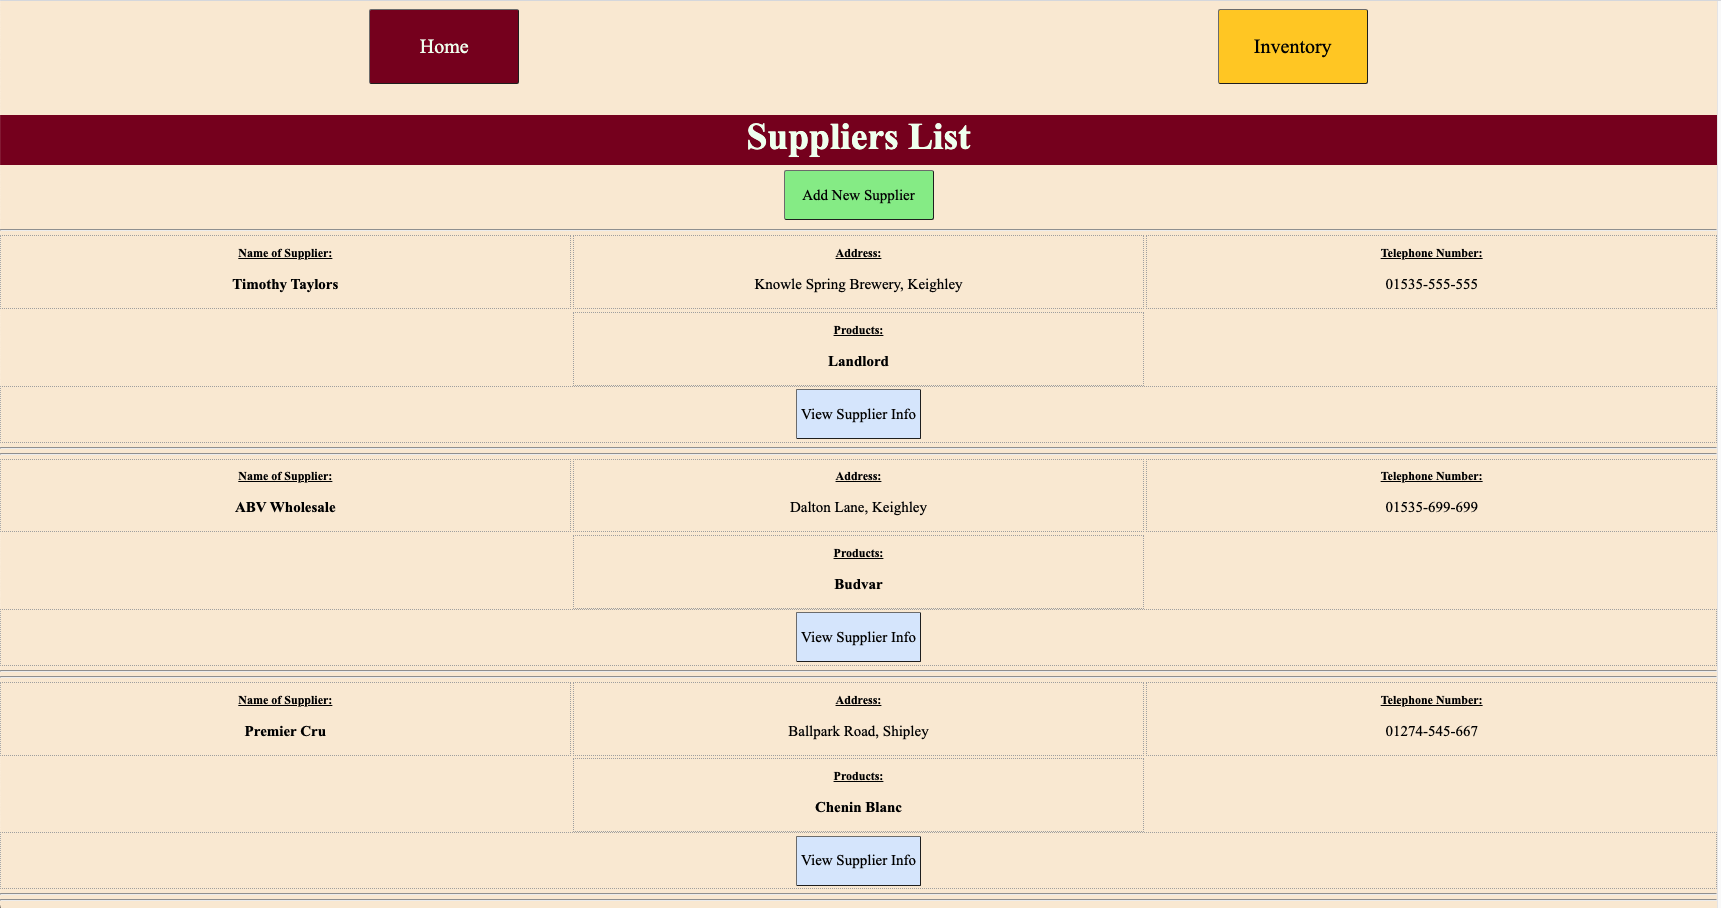 Home
Inventory
Suppliers List
Add New Supplier
Name of Supplier:
Address:
Telephone Number:
Timothy Taylors
Knowle Spring Brewery, Keighley
01535-555-555
Products:
Landlord
View Supplier Info
Name of Supplier:
Address:
Telephone Number:
ABV Wholesale
Dalton Lane, Keighley
01535-699-699
Products:
Budvar
View Supplier Info
Name of Supplier:
Address:
Telephone Number:
Premier Cru
Ballpark Road, Shipley
01274-545-667
Products:
Chenin Blanc
View Supplier Info